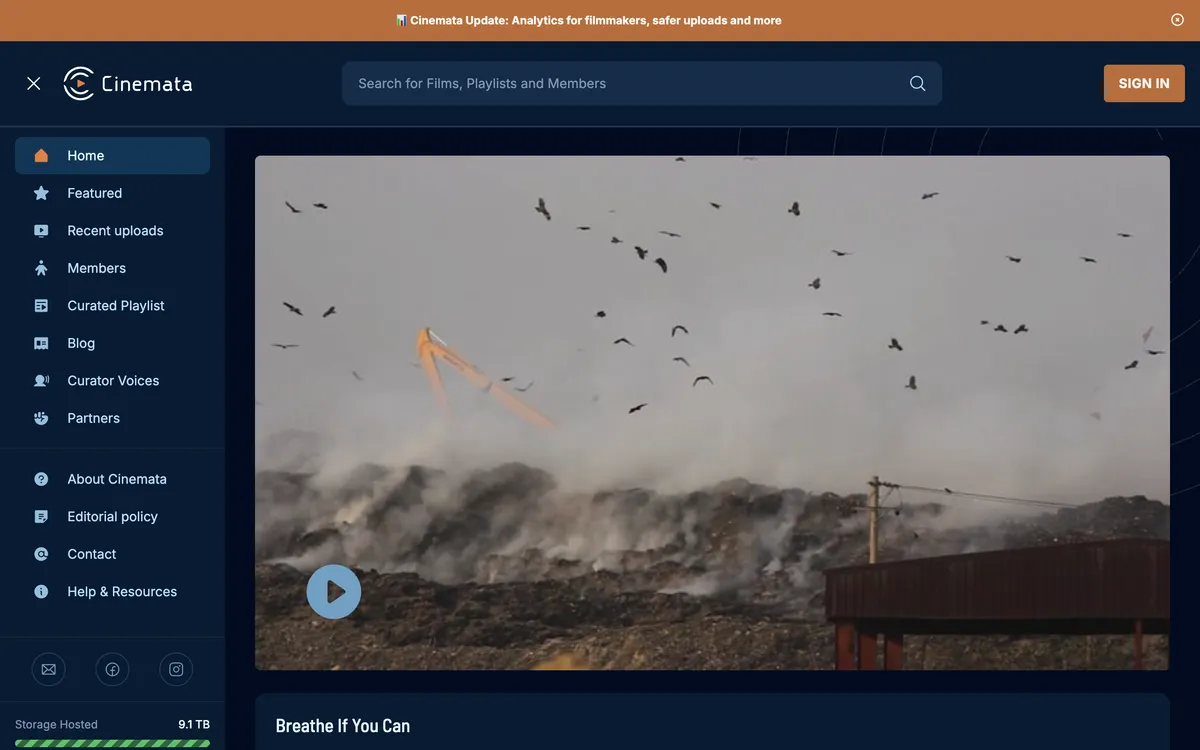 📊 Cinemata Update: Analytics for filmmakers, safer uploads and more
Cinemata
Search for Films, Playlists and Members
SIGN IN
Home
Featured
Recent uploads
Members
Curated Playlist
Blog
Curator Voices
Partners
About Cinemata
Editorial policy
Contact
Help & Resources
Storage Hosted 9.1 TB
Breathe If You Can